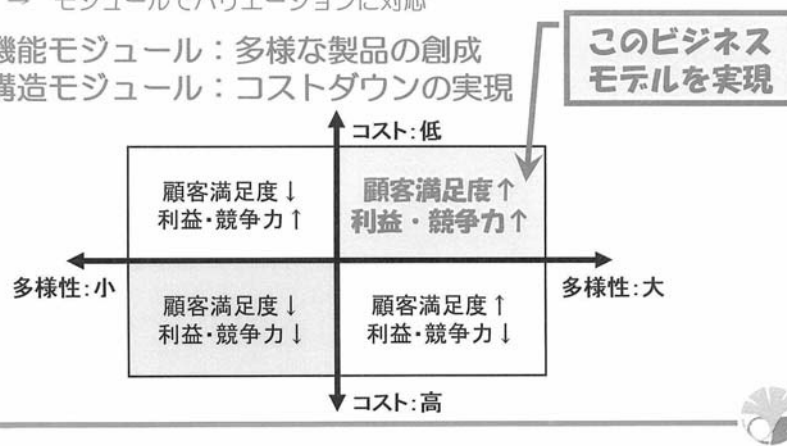 → モジュールでバリエーションに対応
機能モジュール：多様な製品の創成
構造モジュール：コストダウンの実現
このビジネス
モデルを実現
コスト:低
顧客満足度↓
利益・競争力↑
顧客満足度↑
利益・競争力↑
多様性:小
多様性:大
顧客満足度↓
利益・競争力↓
顧客満足度↑
利益・競争力↓
コスト:高